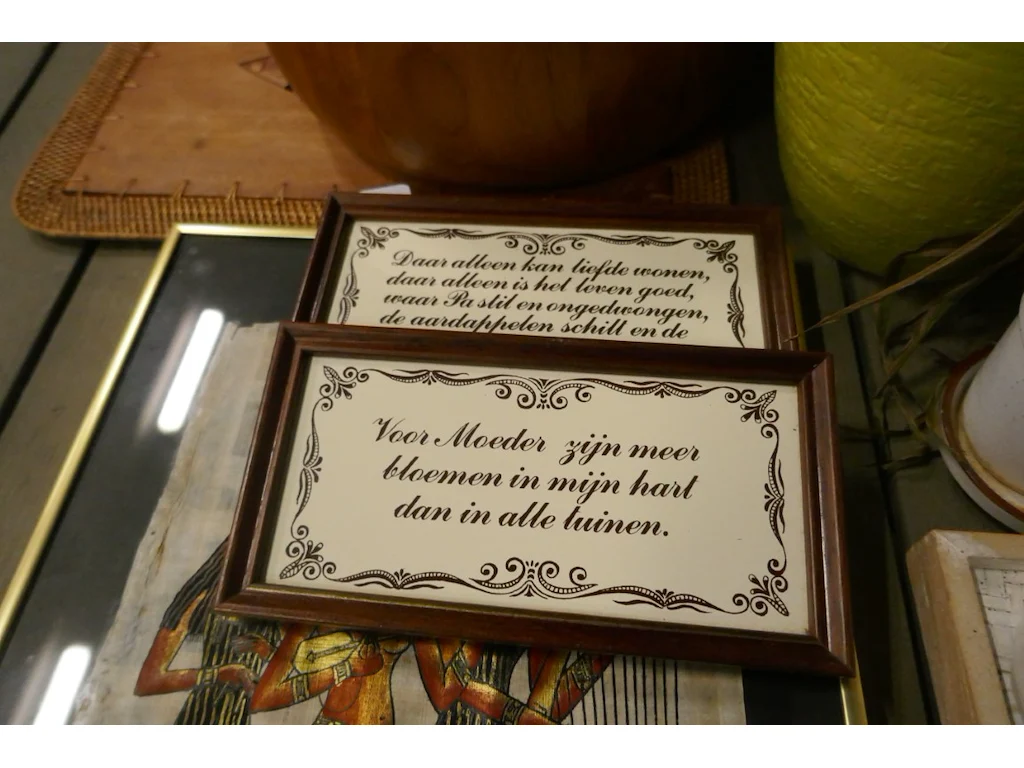 Daar alleen kan liefde wonen,
daar alleen is het leven goed,
waar Pa stil en ongedwongen,
de aardappelen schilt en de
Voor Moeder zijn meer
bloemen in mijn hart
dan in alle tuinen.